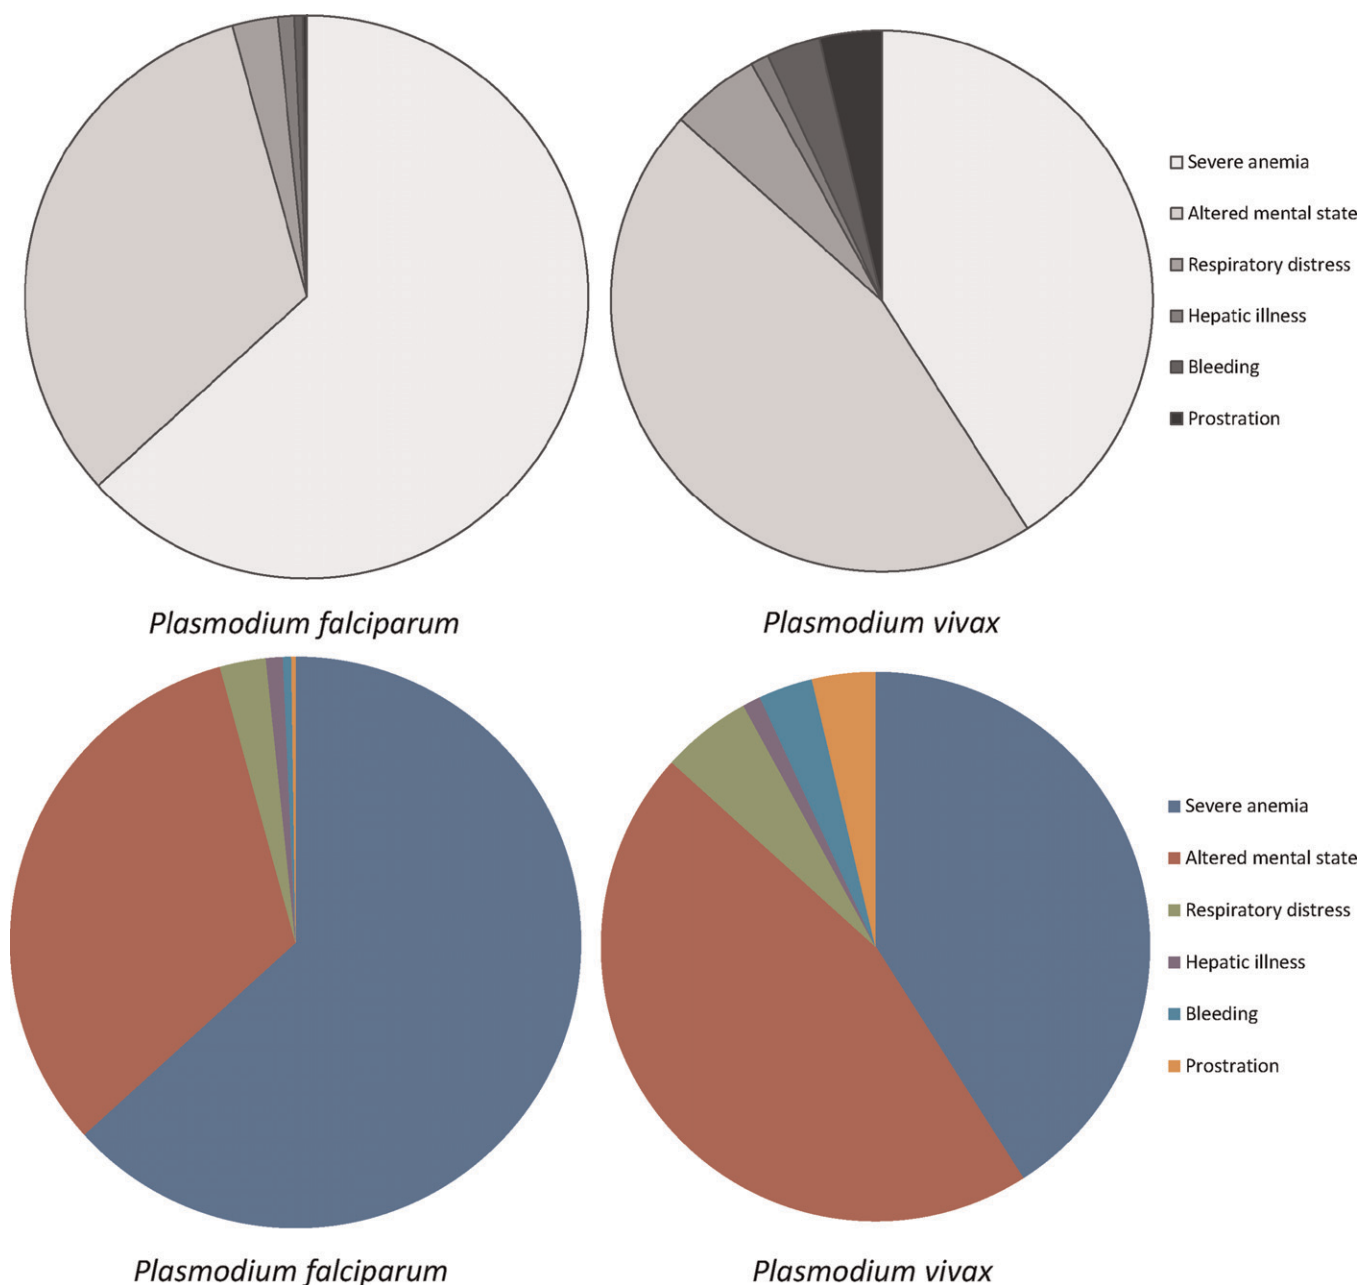 Severe anemia
Altered mental state
Respiratory distress
Hepatic illness
Bleeding
Prostration
Plasmodium falciparum
Plasmodium vivax
Severe anemia
Altered mental state
Respiratory distress
Hepatic illness
Bleeding
Prostration
Plasmodium falciparum
Plasmodium vivax